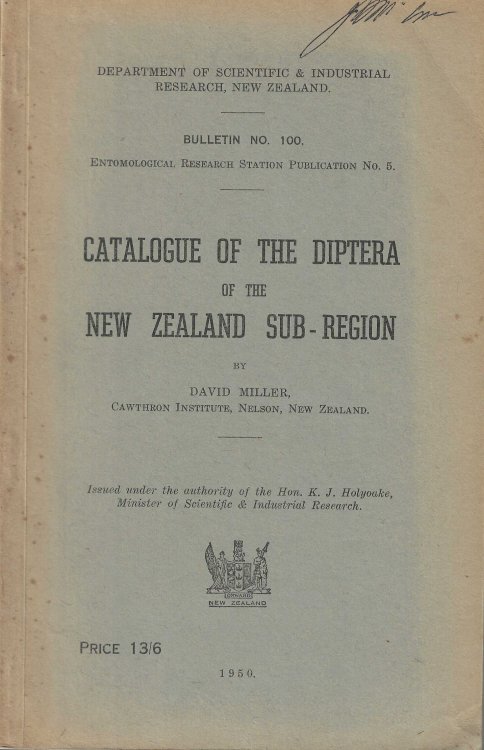 DEPARTMENT OF SCIENTIFIC & INDUSTRIAL
RESEARCH, NEW ZEALAND.
BULLETIN NO. 100.
ENTOMOLOGICAL RESEARCH STATION PUBLICATION NO. 5.
CATALOGUE OF THE DIPTERA
OF THE
NEW ZEALAND SUB-REGION
BY
DAVID MILLER,
CAWTHRON INSTITUTE, NELSON, NEW ZEALAND.
Issued under the authority of the Hon. K. J. Holyoake,
Minister of Scientific & Industrial Research.
ONWARD
NEW ZEALAND
PRICE 13/6
1950.